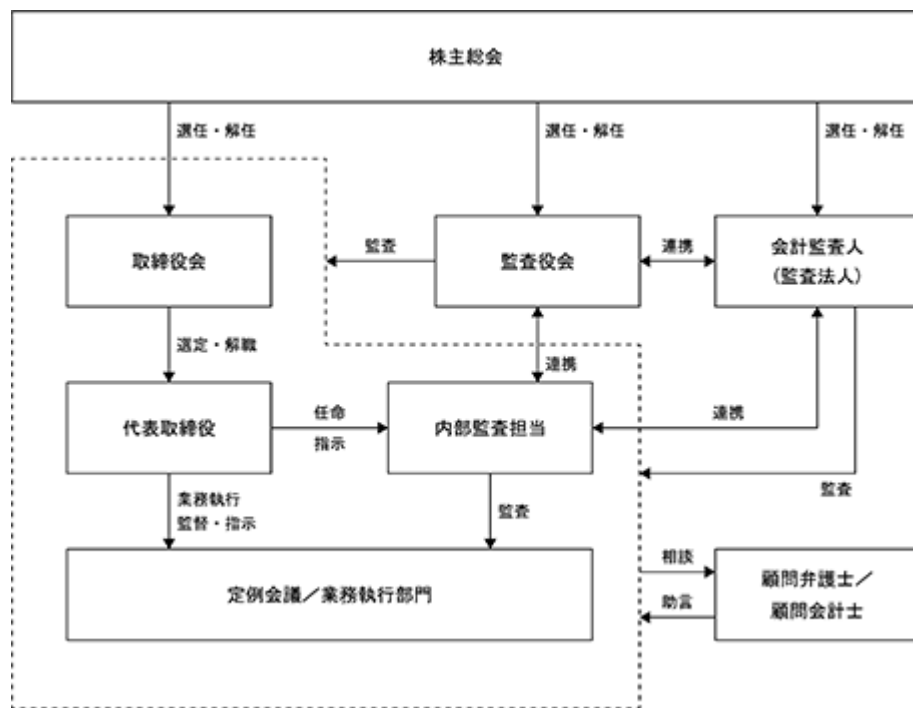 株主総会
選任・解任
選任・解任
選任・解任
取締役会
監査
監査役会
連携
会計監査人
（監査法人）
選定・解職
連携
代表取締役
任命
指示
内部監査担当
連携
監査
業務執行
監督・指示
監査
定例会議／業務執行部門
相談
助言
顧問弁護士／
顧問会計士